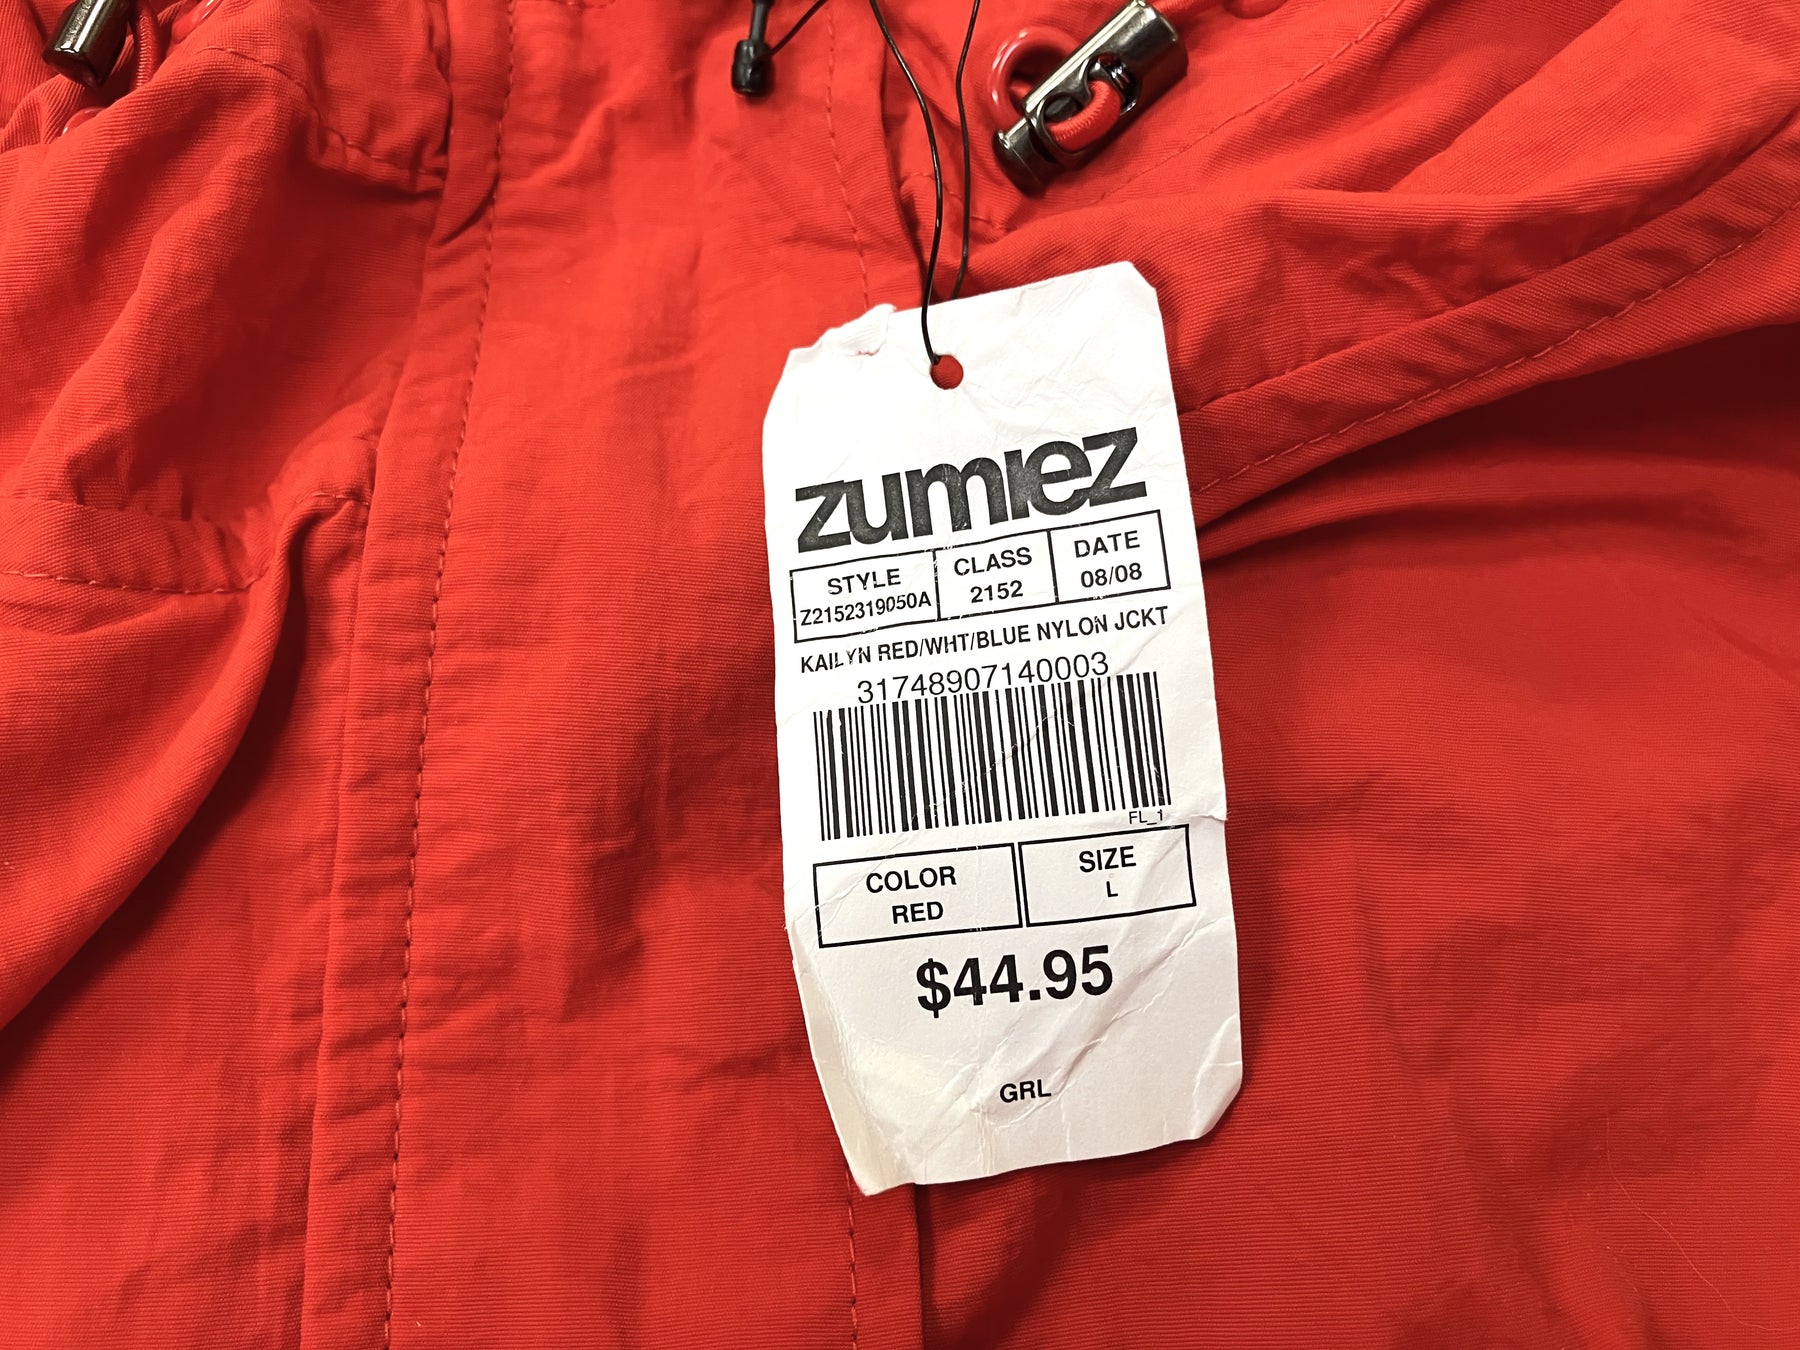 zumiez
STYLE
Z2152319050A
CLASS
2152
DATE
08/08
KAILYN RED/WHT/BLUE NYLON JCKT
31748907140003
FL_1
COLOR
RED
SIZE
L
$44.95
GRL